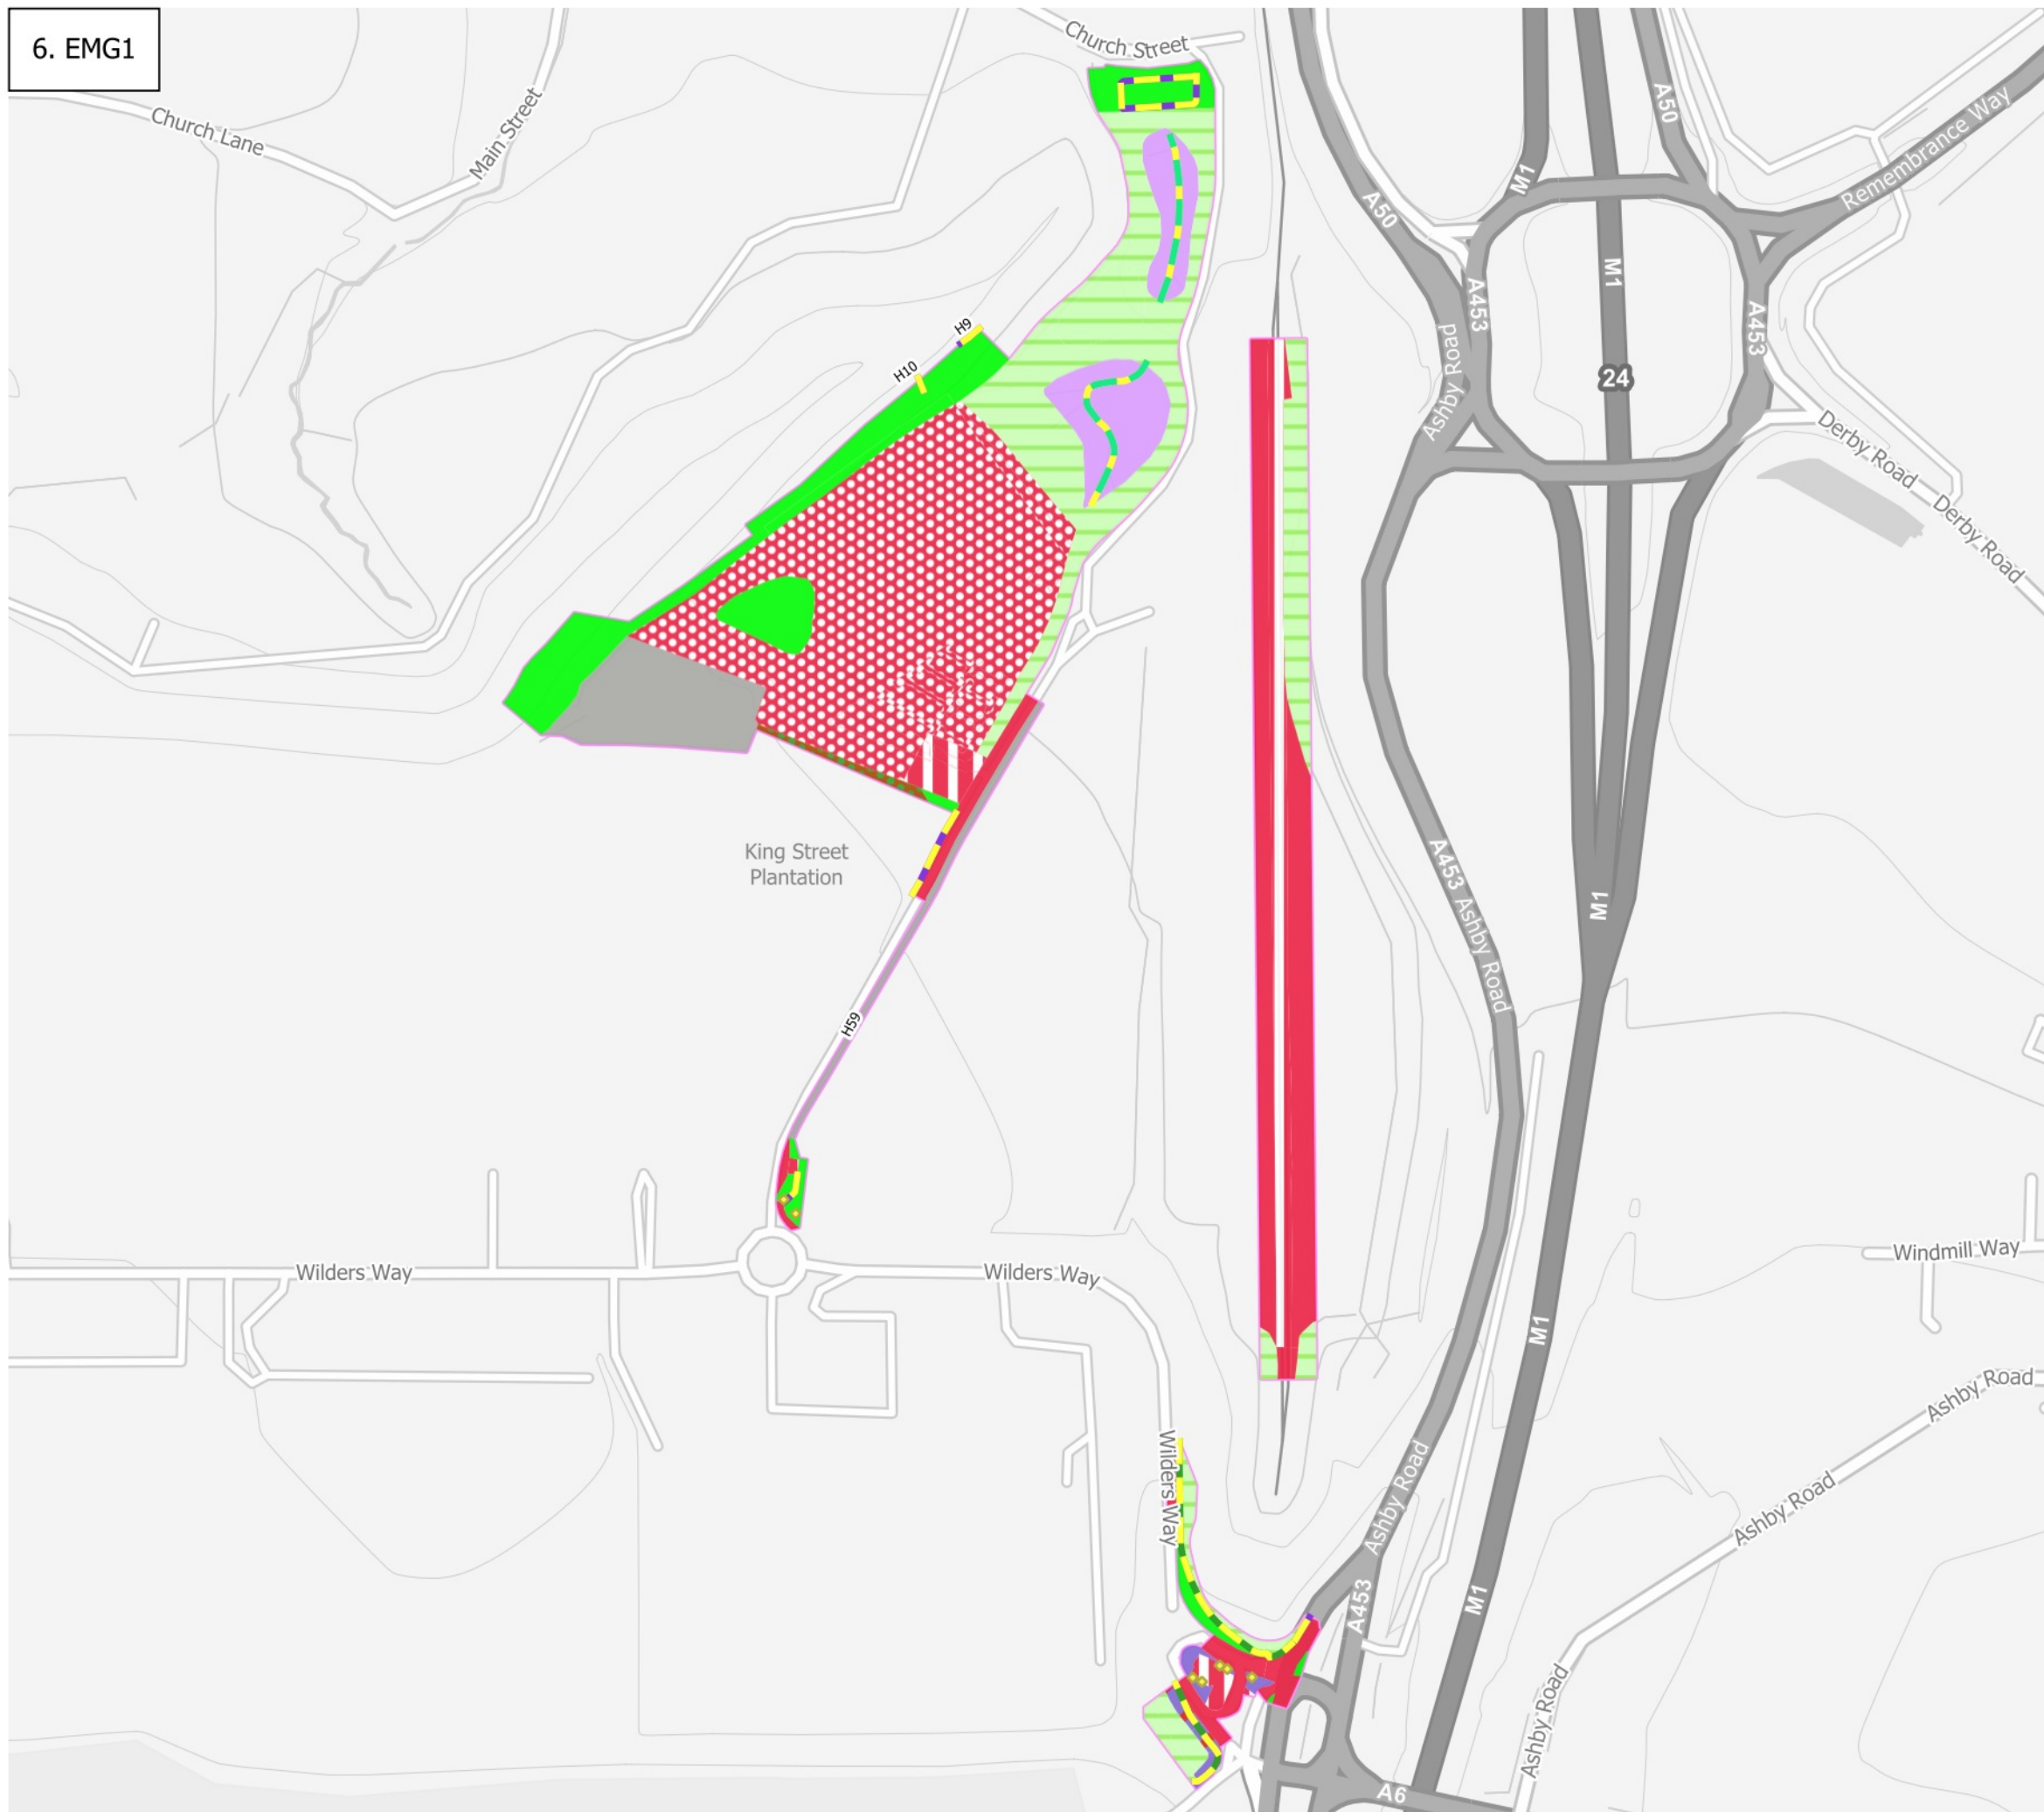 6. EMG1
Church Street
Church Lane
Main Street
A50
Remembrance Way
M1
A50
M1
A453
A453
H9
Ashby Road
H10
24
Derby Road
Derby Road
King Street
Plantation
A453 Ashby Road
M1
H59
Wilders Way
Wilders Way
Windmill Way
M1
Ashby Road
Wilders Way
Ashby Road
Ashby Road
A453
M1
Ashby Road
A6